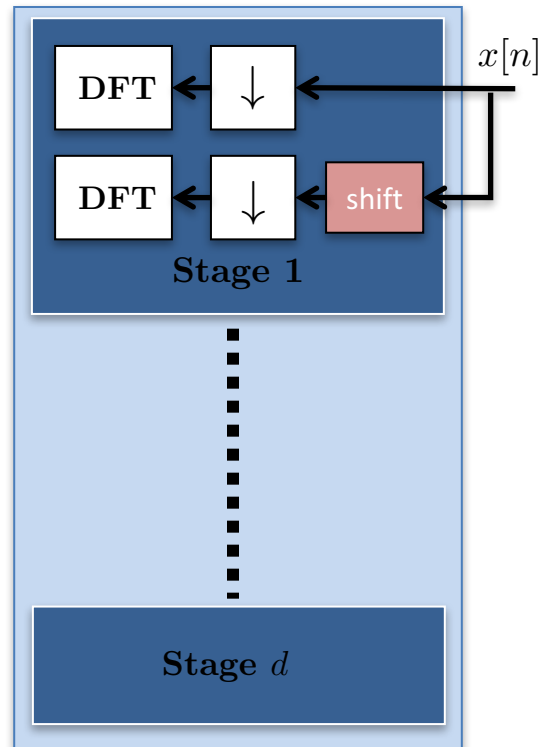 x[n]
DFT ↓
DFT ↓ shift
Stage 1
Stage d